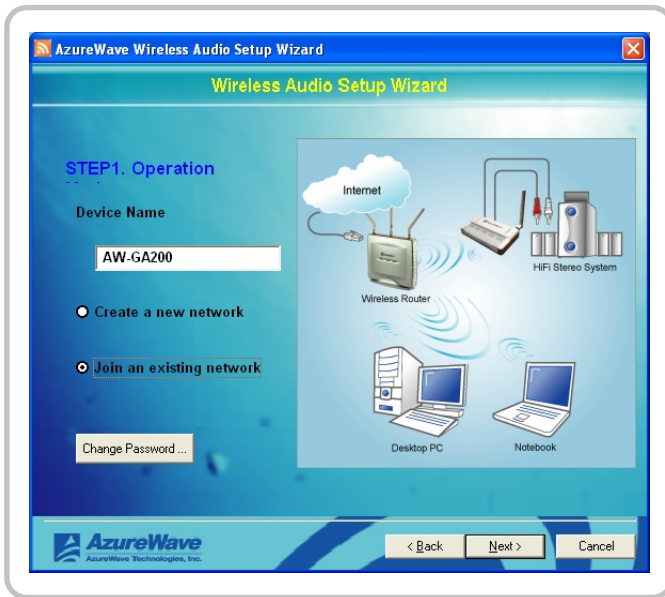 AzureWave Wireless Audio Setup Wizard
Wireless Audio Setup Wizard
STEP1. Operation
Device Name
AW-GA200
Create a new network
Join an existing network
Change Password ...
Internet
Wireless Router
HiFi Stereo System
Desktop PC
Notebook
AzureWave
AzureWave Technologies, Inc.
< Back
Next >
Cancel